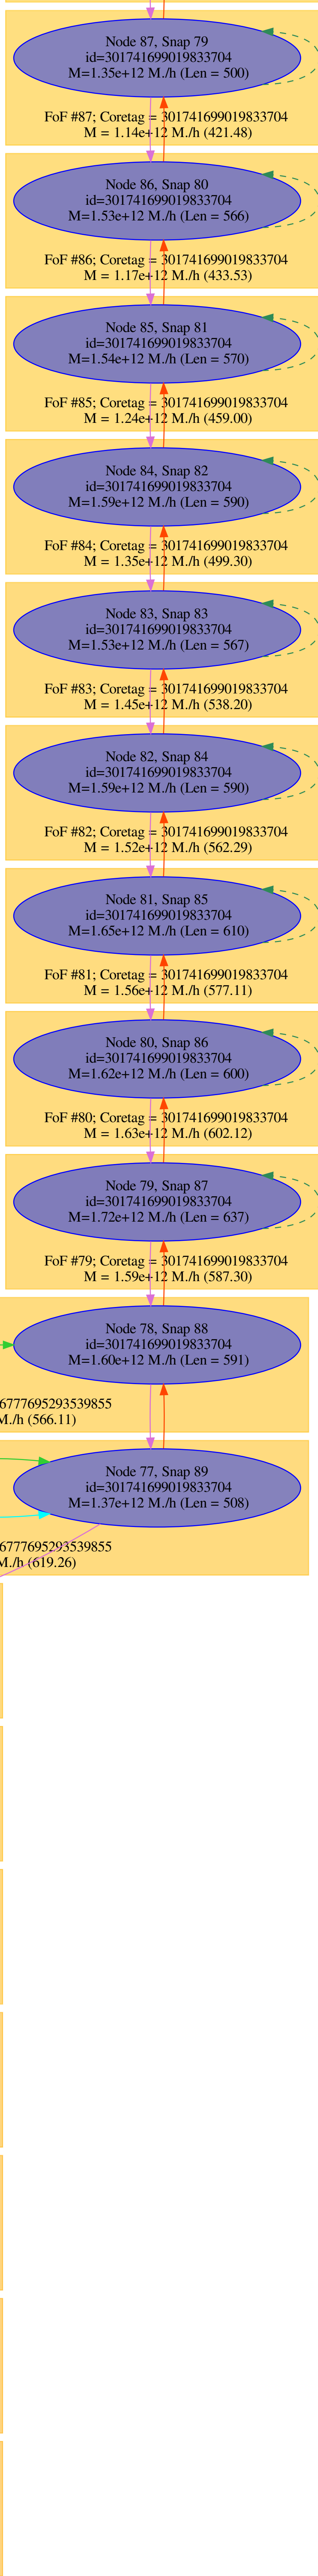 Node 87, Snap 79
id=301741699019833704
M=1.35e+12 M./h (Len = 500)
FoF #87; Coretag = 301741699019833704
M = 1.14e+12 M./h (421.48)
Node 86, Snap 80
id=301741699019833704
M=1.53e+12 M./h (Len = 566)
FoF #86; Coretag = 301741699019833704
M = 1.17e+12 M./h (433.53)
Node 85, Snap 81
id=301741699019833704
M=1.54e+12 M./h (Len = 570)
FoF #85; Coretag = 301741699019833704
M = 1.24e+12 M./h (459.00)
Node 84, Snap 82
id=301741699019833704
M=1.59e+12 M./h (Len = 590)
FoF #84; Coretag = 301741699019833704
M = 1.35e+12 M./h (499.30)
Node 83, Snap 83
id=301741699019833704
M=1.53e+12 M./h (Len = 567)
FoF #83; Coretag = 301741699019833704
M = 1.45e+12 M./h (538.20)
Node 82, Snap 84
id=301741699019833704
M=1.59e+12 M./h (Len = 590)
FoF #82; Coretag = 301741699019833704
M = 1.52e+12 M./h (562.29)
Node 81, Snap 85
id=301741699019833704
M=1.65e+12 M./h (Len = 610)
FoF #81; Coretag = 301741699019833704
M = 1.56e+12 M./h (577.11)
Node 80, Snap 86
id=301741699019833704
M=1.62e+12 M./h (Len = 600)
FoF #80; Coretag = 301741699019833704
M = 1.63e+12 M./h (602.12)
Node 79, Snap 87
id=301741699019833704
M=1.72e+12 M./h (Len = 637)
FoF #79; Coretag = 301741699019833704
M = 1.59e+12 M./h (587.30)
Node 78, Snap 88
id=301741699019833704
M=1.60e+12 M./h (Len = 591)
6777695293539855
M./h (566.11)
Node 77, Snap 89
id=301741699019833704
M=1.37e+12 M./h (Len = 508)
6777695293539855
M./h (619.26)